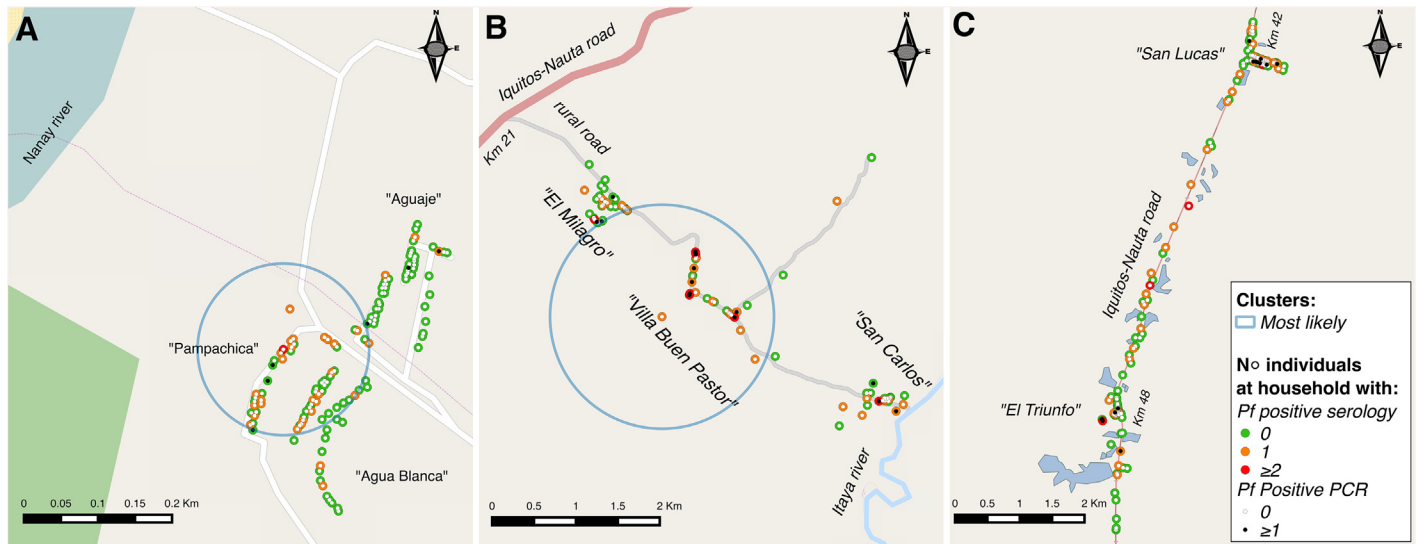 A
N
E
Nanay river
"Aguaje"
"Pampachica"
"Agua Blanca"
0 0.05 0.1 0.15 0.2 Km
B
N
E
Iquitos-Nauta road
rural road
Km 21
"El Milagro"
"Villa Buen Pastor"
"San Carlos"
Itaya river
0 0.5 1 1.5 2 Km
C
N
E
Km 42
"San Lucas"
Iquitos-Nauta road
"El Triunfo"
Km 48
0 0.5 1 1.5 2 Km
Clusters:
Most likely
No individuals
at household with:
Pf positive serology
0
1
≥2
Pf Positive PCR
0
≥1